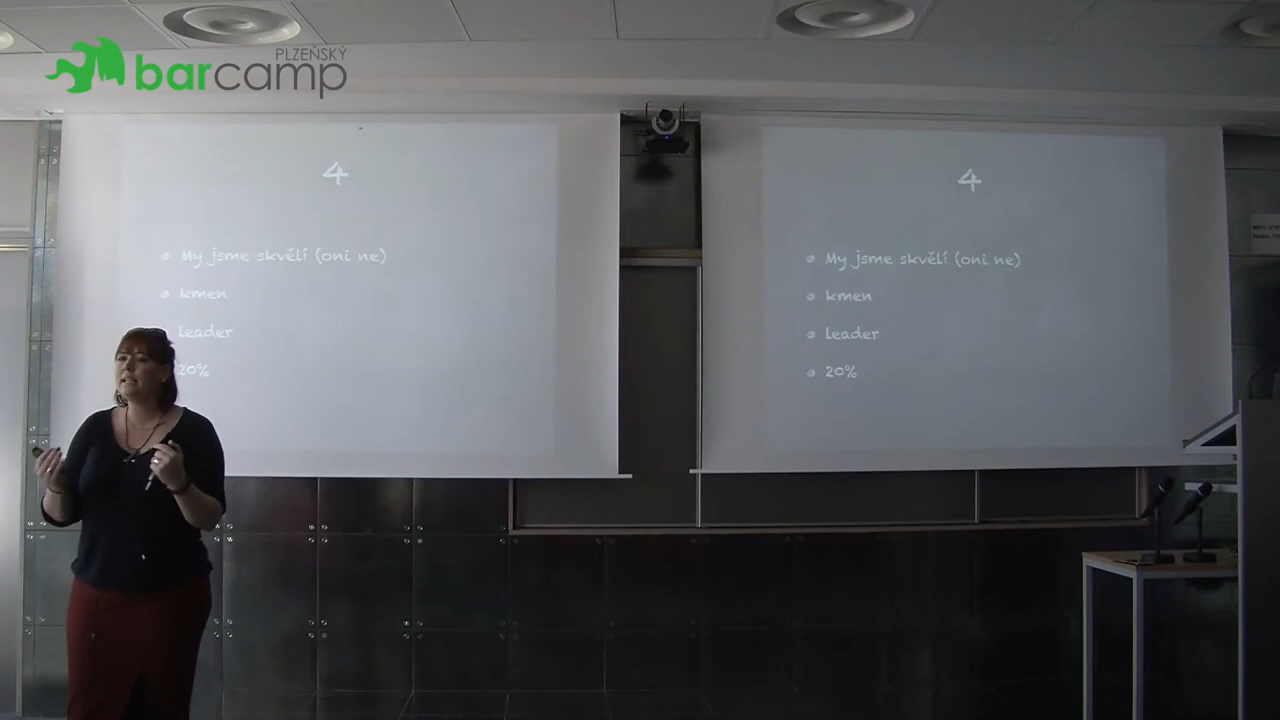 PLZEŇSKÝ
barcamp
4
My jsme skvělí (oni ne)
kmen
leader
20%
4
My jsme skvělí (oni ne)
kmen
leader
20%